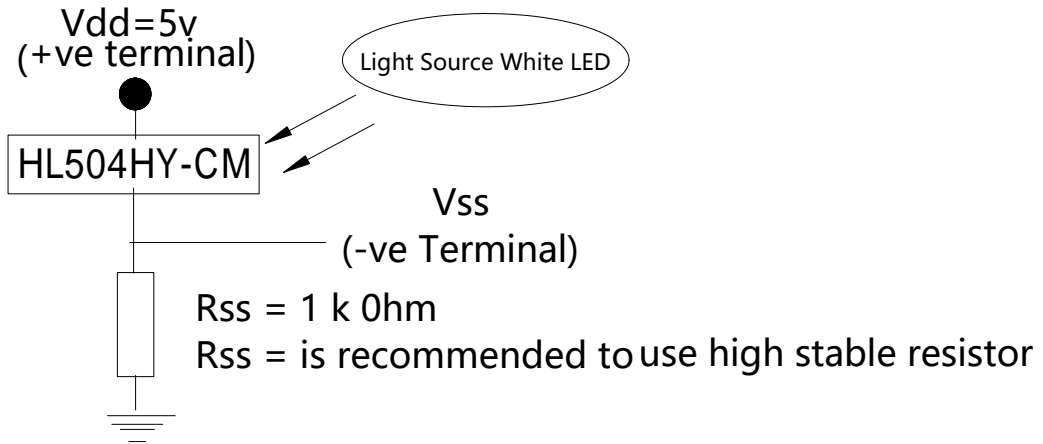 Vdd=5v
(+ve terminal)
Light Source White LED
HL504HY-CM
Vss
(-ve Terminal)
Rss = 1 k 0hm
Rss = is recommended to use high stable resistor